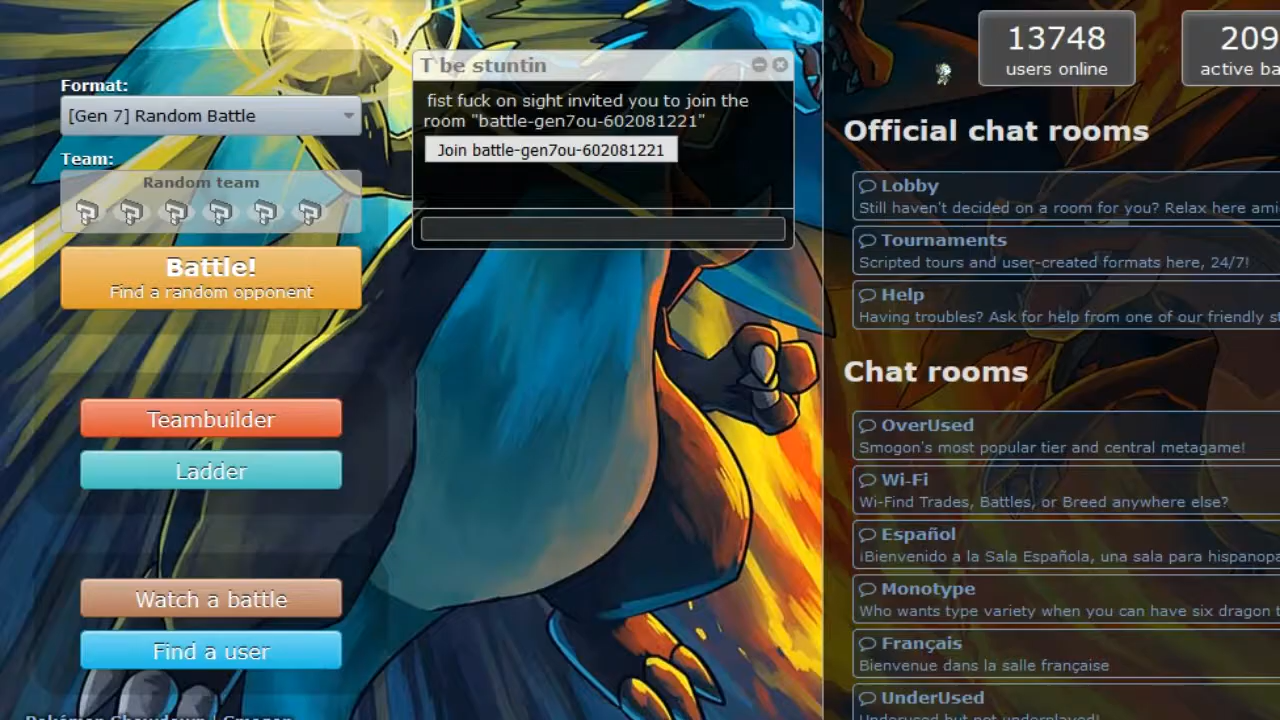 Format:
[Gen 7] Random Battle
Team:
Random team
Battle!
Find a random opponent
Teambuilder
Ladder
Watch a battle
Find a user
T be stuntin
fist fuck on sight invited you to join the
room "battle-gen7ou-602081221"
Join battle-gen7ou-602081221
13748
users online
209
active ba
Official chat rooms
Lobby
Still haven't decided on a room for you? Relax here ami
Tournaments
Scripted tours and user-created formats here, 24/7!
Help
Having troubles? Ask for help from one of our friendly st
Chat rooms
OverUsed
Smogon's most popular tier and central metagame!
Wi-Fi
Wi-Find Trades, Battles, or Breed anywhere else?
Español
¡Bienvenido a la Sala Española, una sala para hispanopa
Monotype
Who wants type variety when you can have six dragon t
Français
Bienvenue dans la salle française
UnderUsed
Underused but not underplayed!